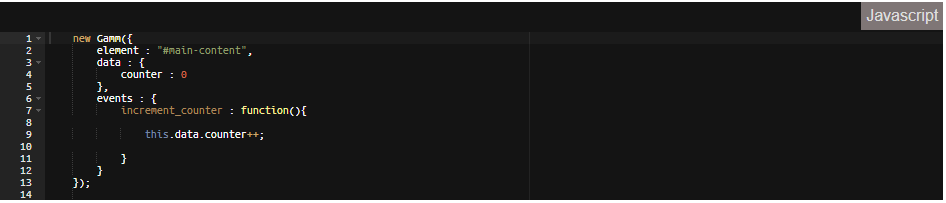 Javascript
1 new Gamm({
2 element : "#main-content",
3 data : {
4 counter : 0
5 },
6 events : {
7 increment_counter : function(){
8
9 this.data.counter++;
10
11 }
12 }
13 });
14